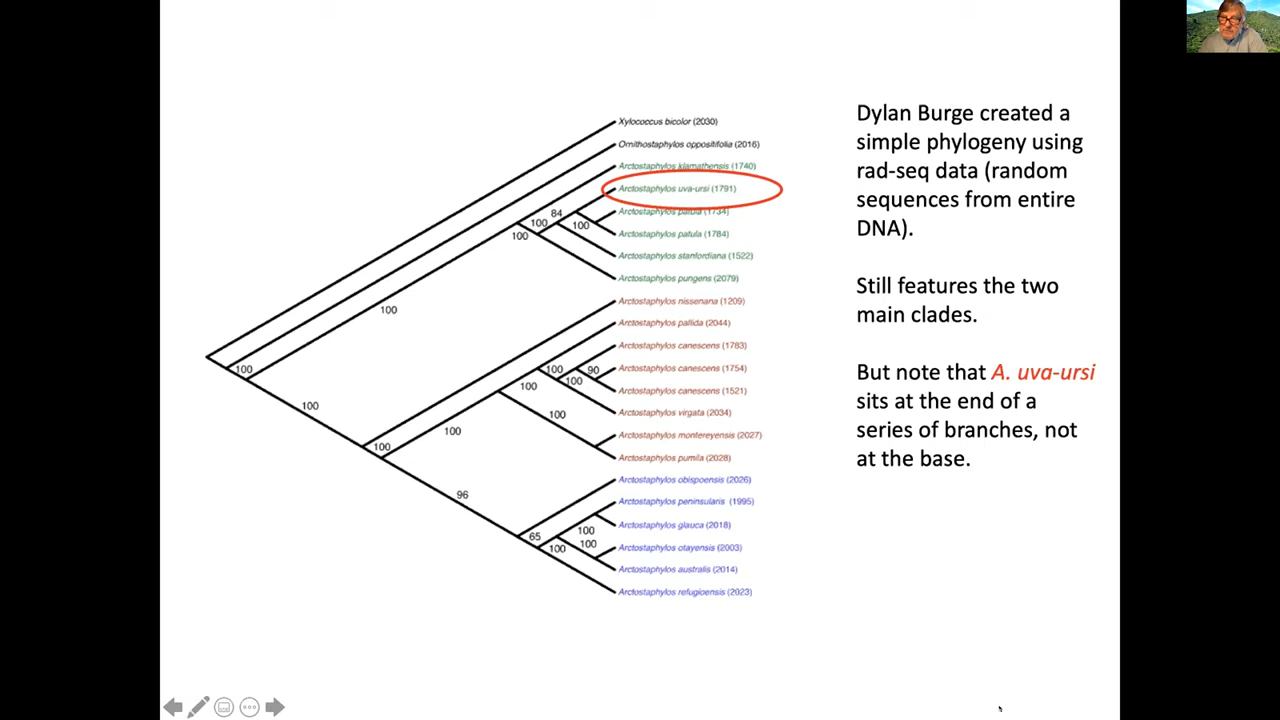 Xylococcus bicolor (2030)
Ornithostaphylos oppositifolia (2016)
Arctostaphylos klamathensis (1740)
Arctostaphylos uva-ursi (1791)
84
Arctostaphylos patula (1734)
100
100
100
Arctostaphylos patula (1784)
Arctostaphylos stanfordiana (1522)
Arctostaphylos pungens (2079)
Arctostaphylos nissenana (1209)
100
Arctostaphylos pallida (2044)
Arctostaphylos canescens (1783)
100
100
90
Arctostaphylos canescens (1754)
100
100
Arctostaphylos canescens (1521)
100
100
Arctostaphylos virgata (2034)
100
Arctostaphylos montereyensis (2027)
100
Arctostaphylos pumila (2028)
Arctostaphylos obispoensis (2026)
96
Arctostaphylos peninsularis (1995)
Arctostaphylos glauca (2018)
65
100
100
100
Arctostaphylos otayensis (2003)
Arctostaphylos australis (2014)
Arctostaphylos refugioensis (2023)
Dylan Burge created a
simple phylogeny using
rad-seq data (random
sequences from entire
DNA).
Still features the two
main clades.
But note that A. uva-ursi
sits at the end of a
series of branches, not
at the base.